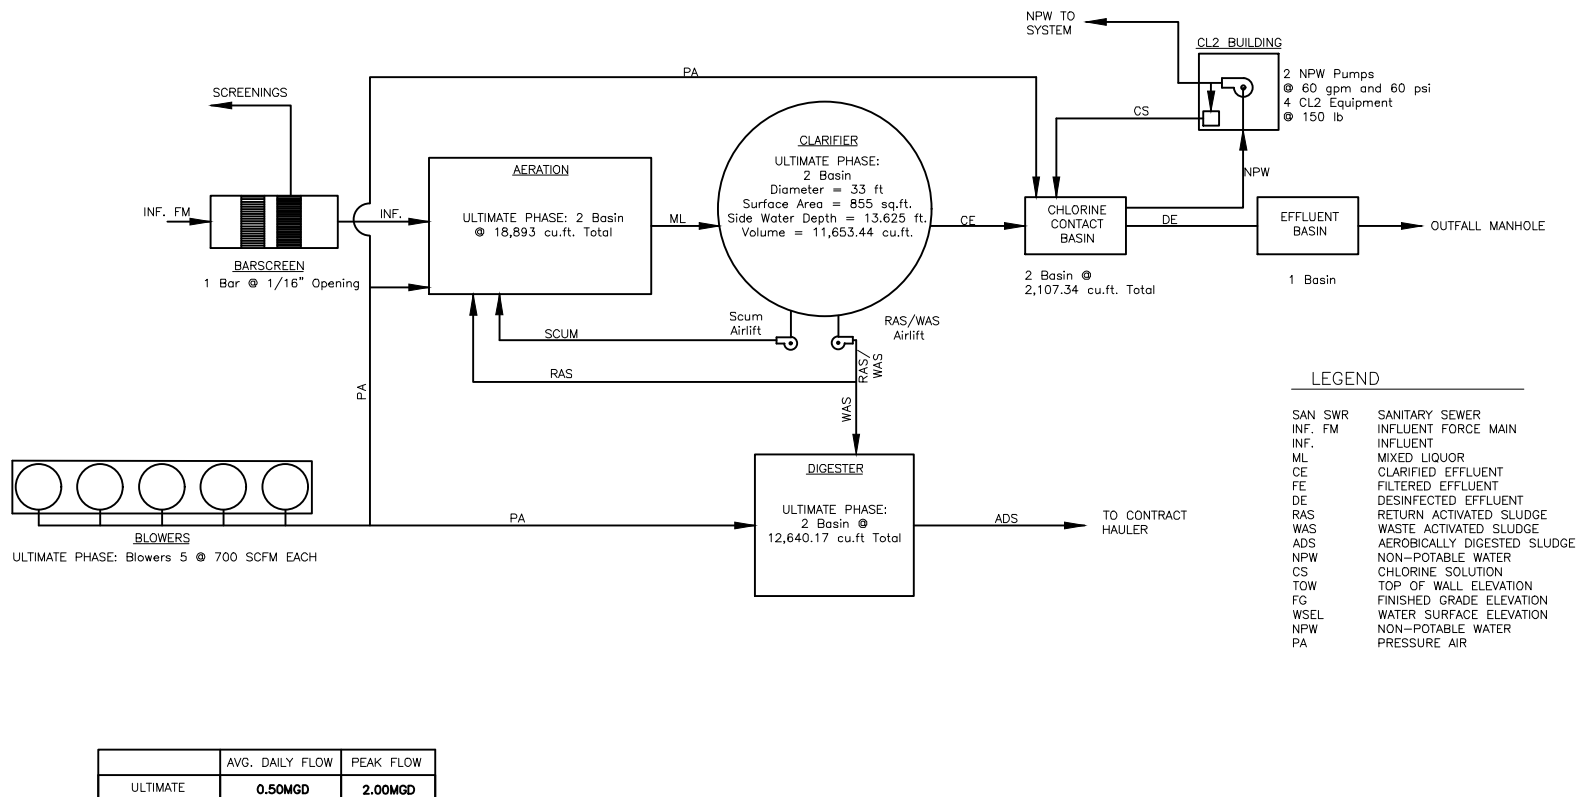 NPW TO
SYSTEM
CL2 BUILDING
2 NPW Pumps
@ 60 gpm and 60 psi
4 CL2 Equipment
@ 150 lb
PA
SCREENINGS
CS
NPW
INF. FM
BARSCREEN
1 Bar @ 1/16" Opening
INF.
AERATION
ULTIMATE PHASE: 2 Basin
@ 18,893 cu.ft. Total
ML
CLARIFIER
ULTIMATE PHASE:
2 Basin
Diameter = 33 ft
Surface Area = 855 sq.ft.
Side Water Depth = 13.625 ft.
Volume = 11,653.44 cu.ft.
CE
CHLORINE
CONTACT
BASIN
2 Basin @
2,107.34 cu.ft. Total
DE
EFFLUENT
BASIN
1 Basin
OUTFALL MANHOLE
Scum
Airlift
RAS/WAS
Airlift
SCUM
RAS
RAS/
WAS
WAS
PA
BLOWERS
ULTIMATE PHASE: Blowers 5 @ 700 SCFM EACH
PA
DIGESTER
ULTIMATE PHASE:
2 Basin @
12,640.17 cu.ft Total
ADS
TO CONTRACT
HAULER
LEGEND
SAN SWR SANITARY SEWER
INF. FM INFLUENT FORCE MAIN
INF. INFLUENT
ML MIXED LIQUOR
CE CLARIFIED EFFLUENT
FE FILTERED EFFLUENT
DE DESINFECTED EFFLUENT
RAS RETURN ACTIVATED SLUDGE
WAS WASTE ACTIVATED SLUDGE
ADS AEROBICALLY DIGESTED SLUDGE
NPW NON-POTABLE WATER
CS CHLORINE SOLUTION
TOW TOP OF WALL ELEVATION
FG FINISHED GRADE ELEVATION
WSEL WATER SURFACE ELEVATION
NPW NON-POTABLE WATER
PA PRESSURE AIR
AVG. DAILY FLOW PEAK FLOW
ULTIMATE 0.50MGD 2.00MGD